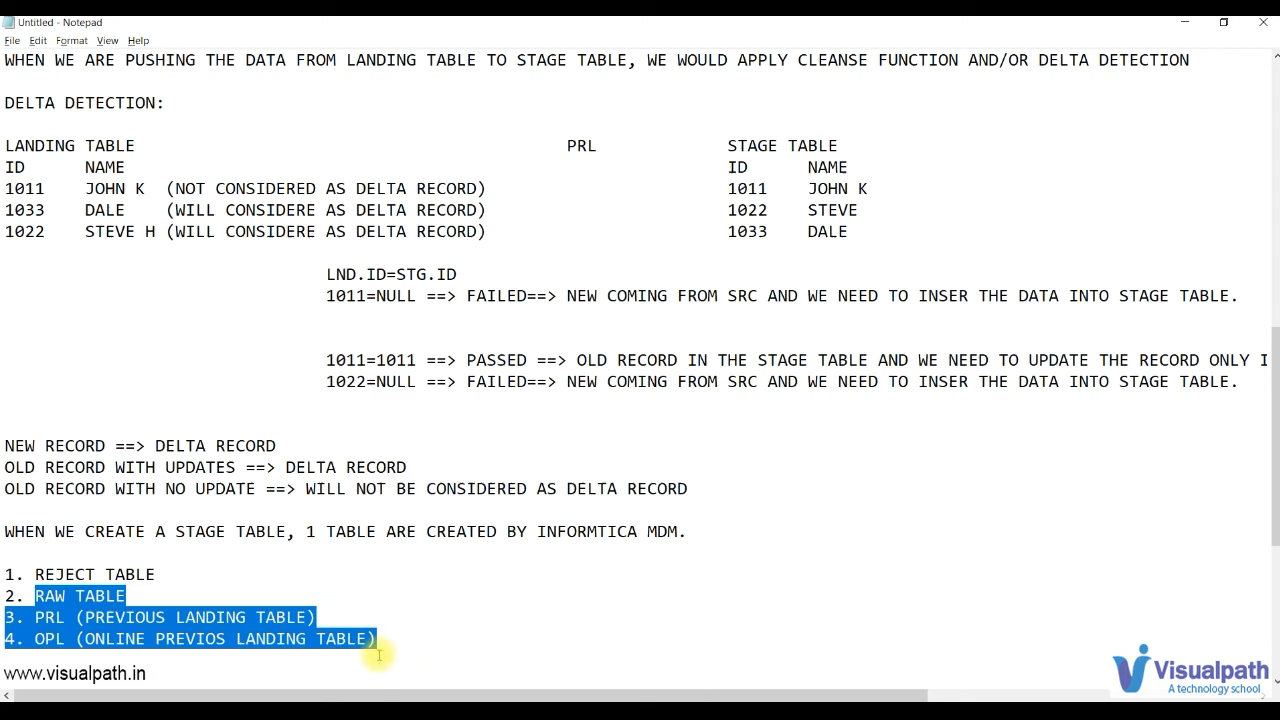 Untitled - Notepad
File Edit Format View Help
WHEN WE ARE PUSHING THE DATA FROM LANDING TABLE TO STAGE TABLE, WE WOULD APPLY CLEANSE FUNCTION AND/OR DELTA DETECTION
DELTA DETECTION:
LANDING TABLE PRL STAGE TABLE
ID NAME ID NAME
1011 JOHN K (NOT CONSIDERED AS DELTA RECORD) 1011 JOHN K
1033 DALE (WILL CONSIDERE AS DELTA RECORD) 1022 STEVE
1022 STEVE H (WILL CONSIDERE AS DELTA RECORD) 1033 DALE
LND.ID=STG.ID
1011=NULL ==> FAILED==> NEW COMING FROM SRC AND WE NEED TO INSER THE DATA INTO STAGE TABLE.
1011=1011 ==> PASSED ==> OLD RECORD IN THE STAGE TABLE AND WE NEED TO UPDATE THE RECORD ONLY I
1022=NULL ==> FAILED==> NEW COMING FROM SRC AND WE NEED TO INSER THE DATA INTO STAGE TABLE.
NEW RECORD ==> DELTA RECORD
OLD RECORD WITH UPDATES ==> DELTA RECORD
OLD RECORD WITH NO UPDATE ==> WILL NOT BE CONSIDERED AS DELTA RECORD
WHEN WE CREATE A STAGE TABLE, 1 TABLE ARE CREATED BY INFORMTICA MDM.
1. REJECT TABLE
2. RAW TABLE
3. PRL (PREVIOUS LANDING TABLE)
4. OPL (ONLINE PREVIOS LANDING TABLE)
www.visualpath.in
Visualpath
A technology school